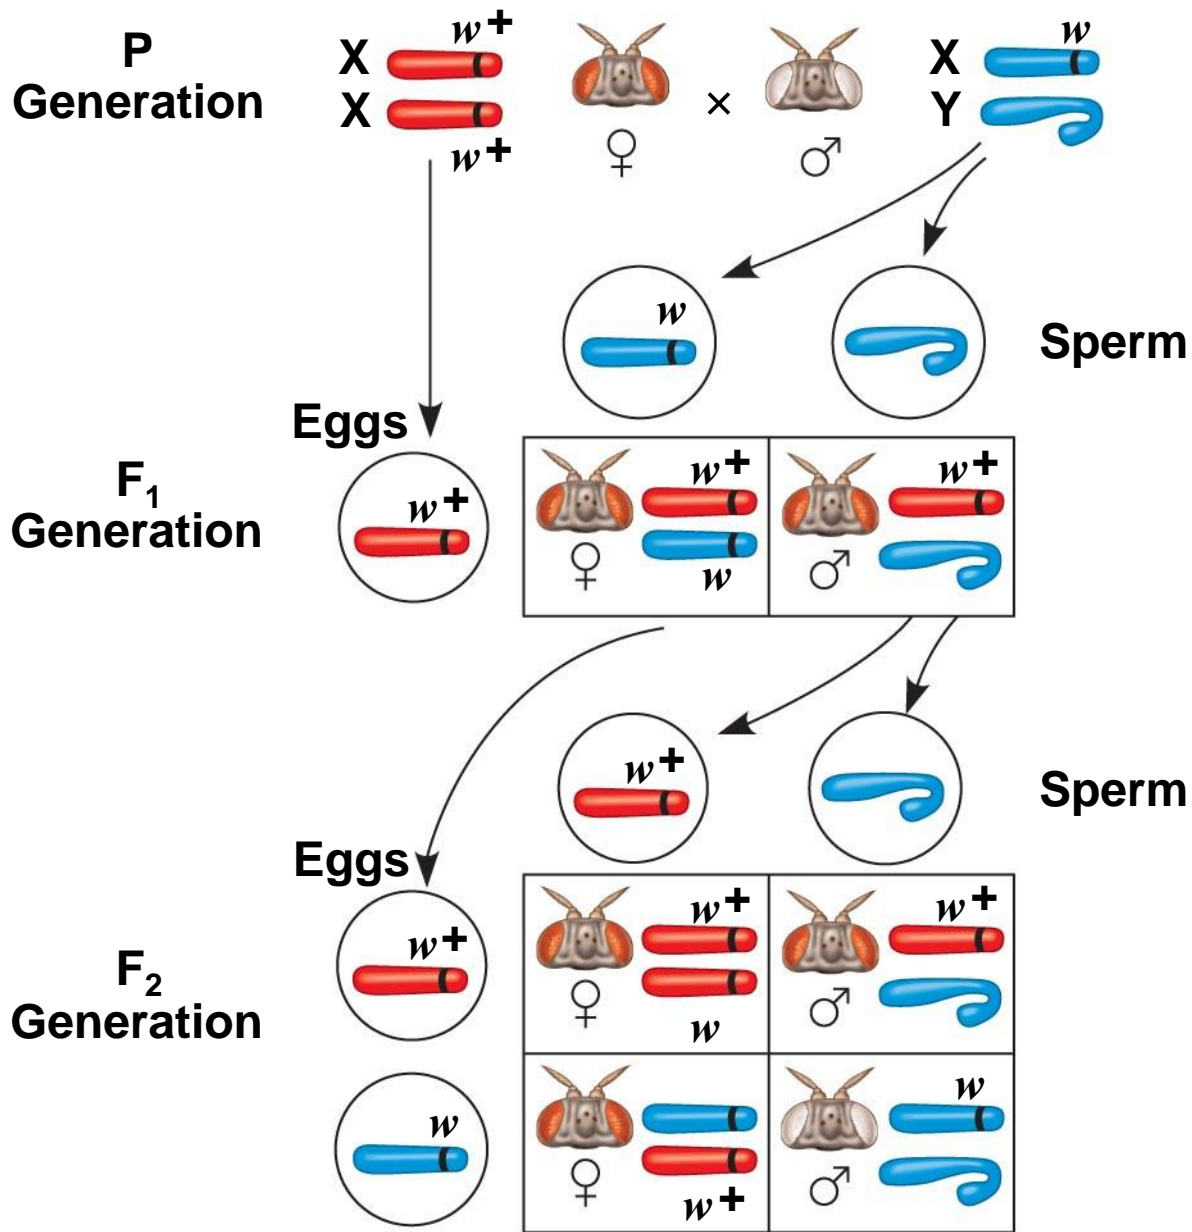 P
Generation
X
w+
X
w+
×
♀
♂
X
w
Y
w
Sperm
Eggs
F₁
Generation
w+
w+
♀
w
w+
♂
w+
Sperm
Eggs
F₂
Generation
w+
w+
♀
w
w+
♂
w
♀
w+
w
♂